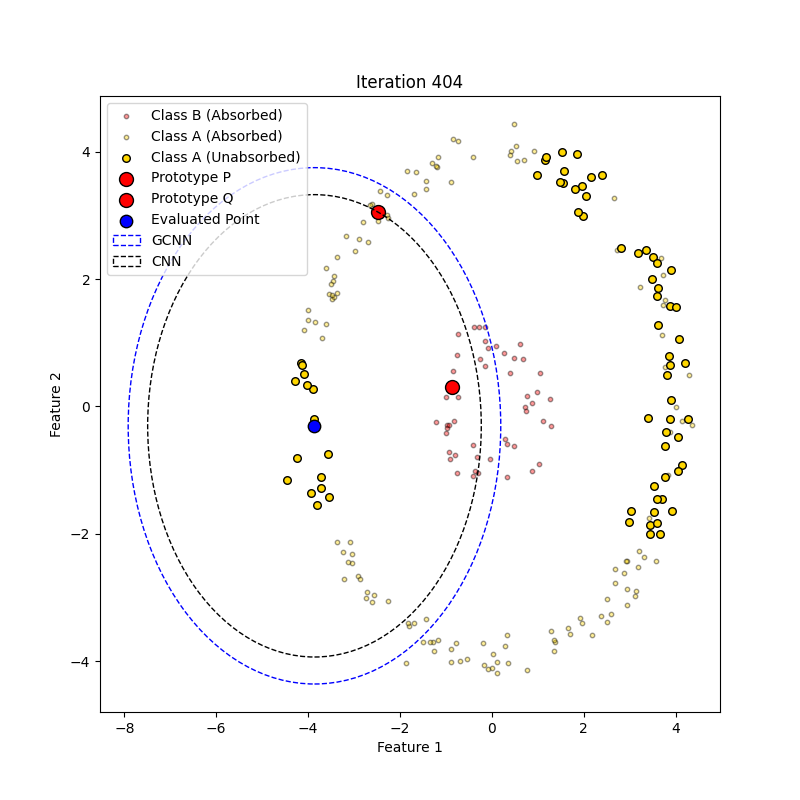 Iteration 404
Class B (Absorbed)
Class A (Absorbed)
Class A (Unabsorbed)
Prototype P
Prototype Q
Evaluated Point
GCNN
CNN
4
2
0
−2
−4
Feature 2
−8
−6
−4
−2
0
2
4
Feature 1